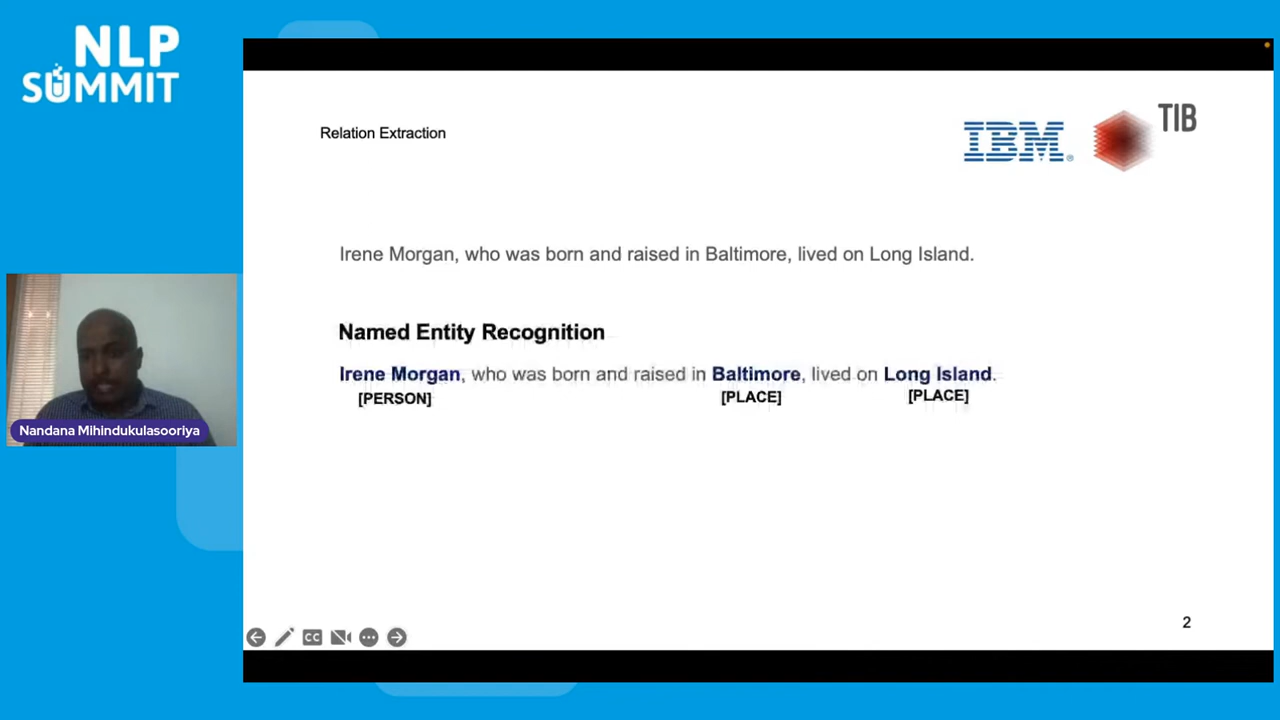 NLP
SUMMIT
Relation Extraction
IBM
TIB
Irene Morgan, who was born and raised in Baltimore, lived on Long Island.
Named Entity Recognition
Irene Morgan, who was born and raised in Baltimore, lived on Long Island.
[PERSON] [PLACE] [PLACE]
Nandana Mihindukulasooriya
CC
2